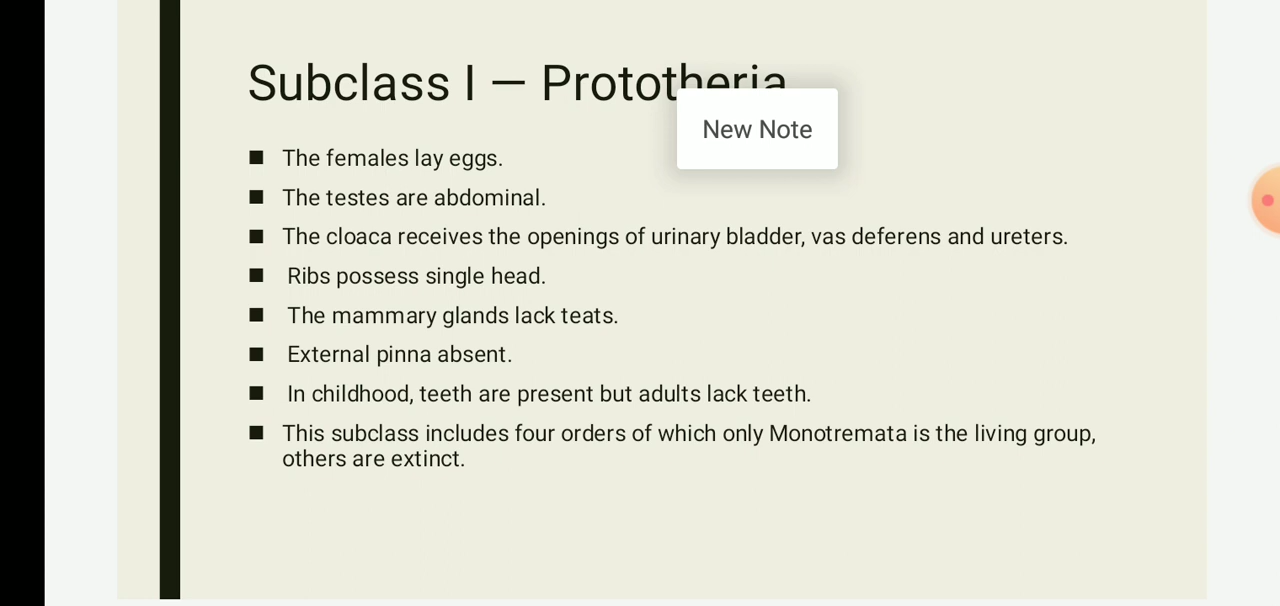 Subclass I — Prototheria
New Note
■ The females lay eggs.
■ The testes are abdominal.
■ The cloaca receives the openings of urinary bladder, vas deferens and ureters.
■ Ribs possess single head.
■ The mammary glands lack teats.
■ External pinna absent.
■ In childhood, teeth are present but adults lack teeth.
■ This subclass includes four orders of which only Monotremata is the living group,
others are extinct.